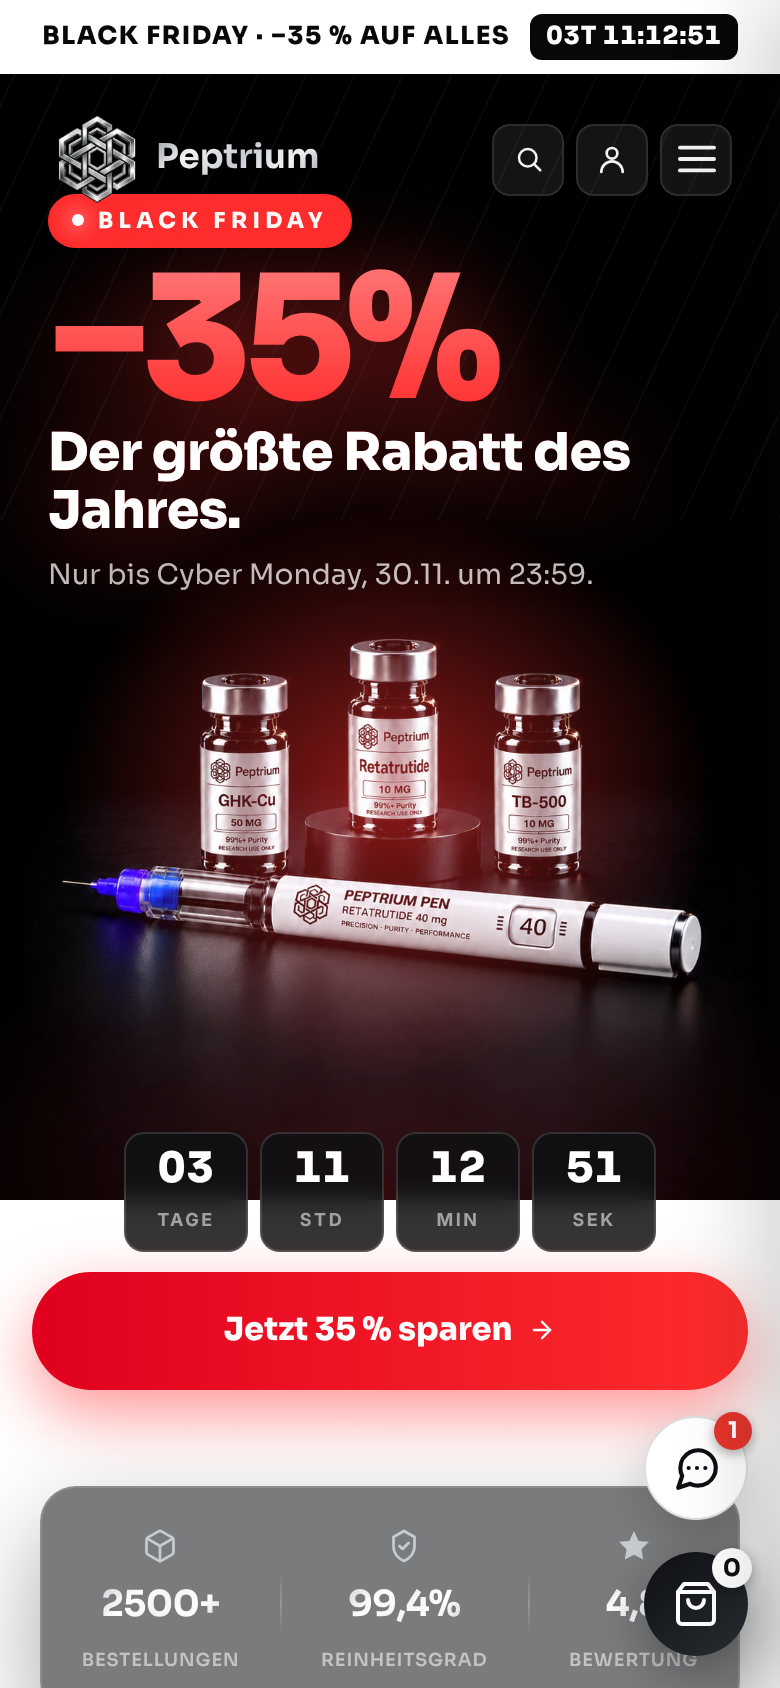 BLACK FRIDAY · −35 % AUF ALLES
03T 11:12:51
Peptrium
BLACK FRIDAY
−35%
Der größte Rabatt des
Jahres.
Nur bis Cyber Monday, 30.11. um 23:59.
Peptrium
GHK-Cu
50 MG
99%+ Purity
RESEARCH USE ONLY
Peptrium
Retatrutide
10 MG
99%+ Purity
RESEARCH USE ONLY
Peptrium
TB-500
10 MG
99%+ Purity
RESEARCH USE ONLY
PEPTRIUM PEN
RETATRUTIDE 40 mg
PRECISION · PURITY · PERFORMANCE
40
03 11 12 51
TAGE STD MIN SEK
Jetzt 35 % sparen
1
0
2500+ 99,4%
BESTELLUNGEN REINHEITSGRAD BEWERTUNG